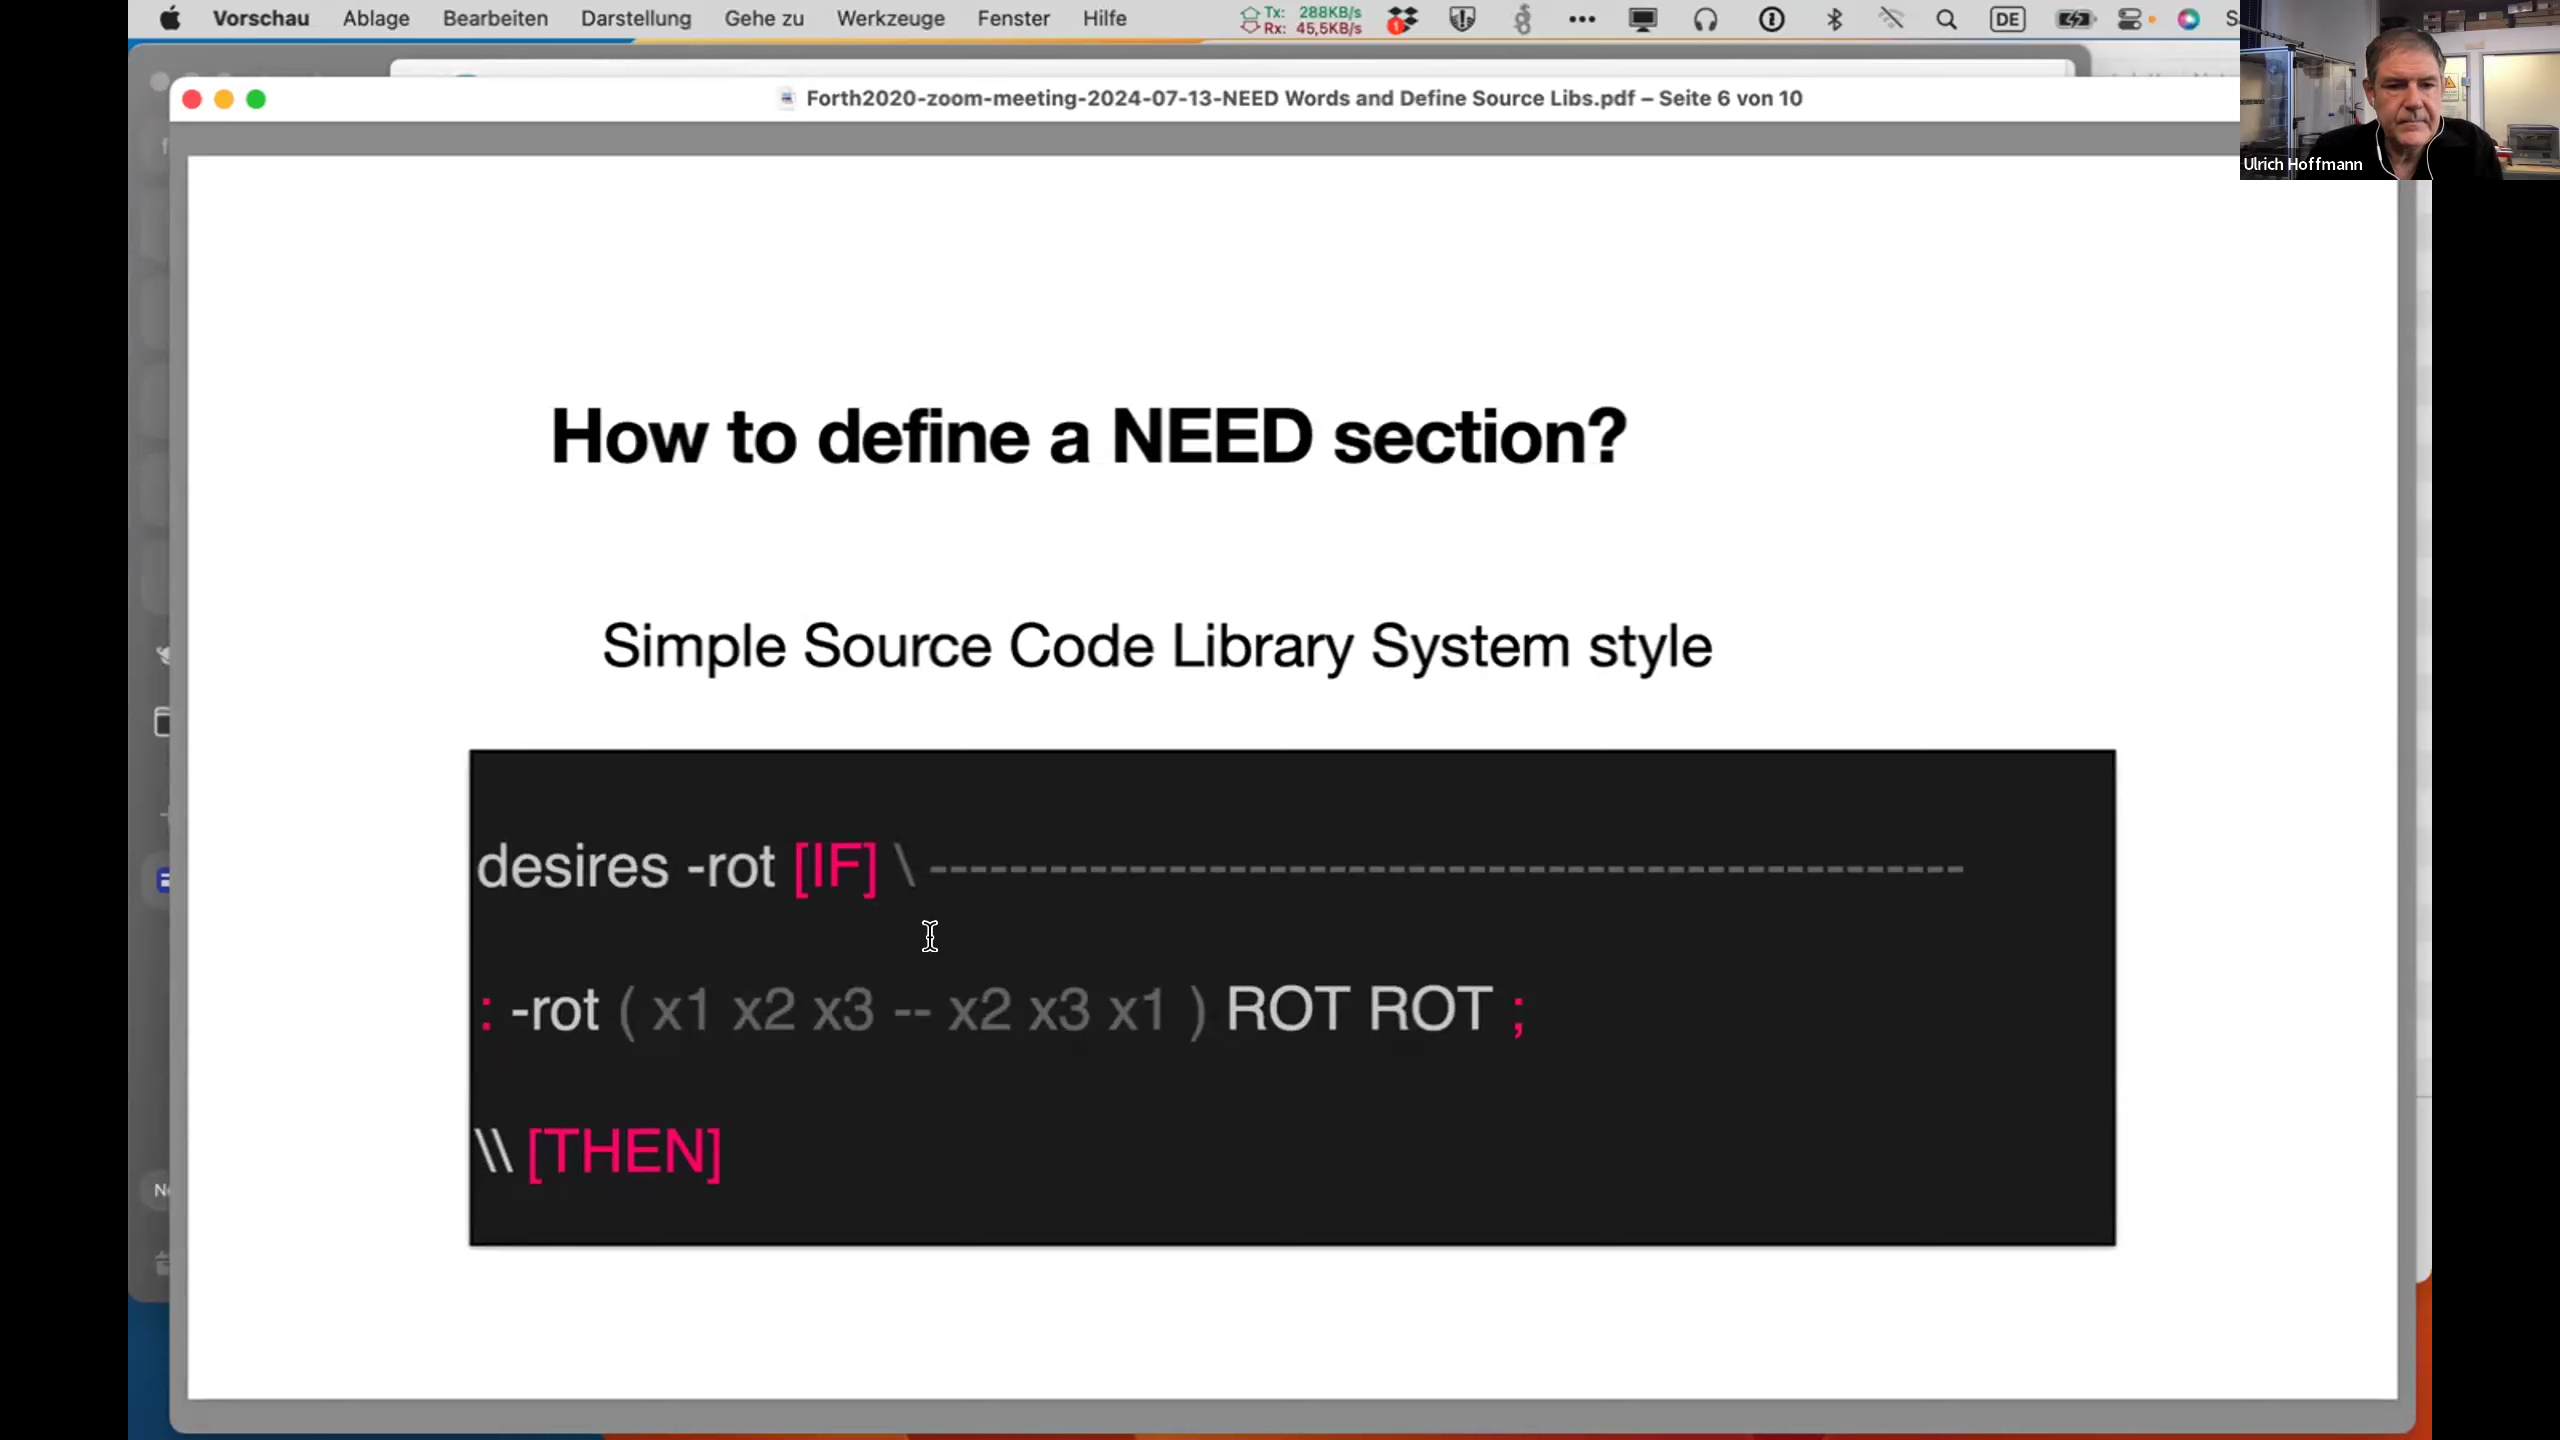 Vorschau Ablage Bearbeiten Darstellung Gehe zu Werkzeuge Fenster Hilfe Tx: 288KB/s DE
Rx: 45,5KB/s 1
Forth2020-zoom-meeting-2024-07-13-NEED Words and Define Source Libs.pdf – Seite 6 von 10
Ulrich Hoffmann
How to define a NEED section?
Simple Source Code Library System style
desires -rot [IF] \ ----------------------------------------------------
: -rot ( x1 x2 x3 -- x2 x3 x1 ) ROT ROT ;
\\ [THEN]